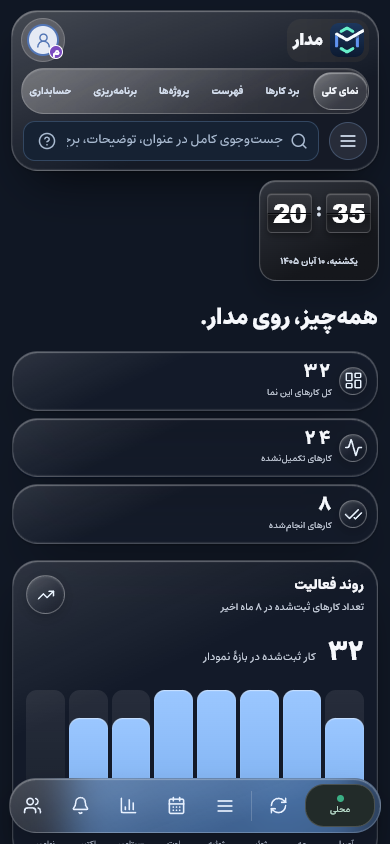 مدار
م
نمای کلی
برد کارها
فهرست
پروژه‌ها
برنامه‌ریزی
حسابداری
جست‌وجوی کامل در عنوان، توضیحات،
20 : 35
یکشنبه، ۱۰ آبان ۱۴۰۵
همه‌چیز، روی مدار.
۳۲
کل کارهای این نما
۲۴
کارهای تکمیل‌نشده
۸
کارهای انجام‌شده
روند فعالیت
تعداد کارهای ثبت‌شده در ۸ ماه اخیر
۳۲ کار ثبت‌شده در بازهٔ نمودار
محلی